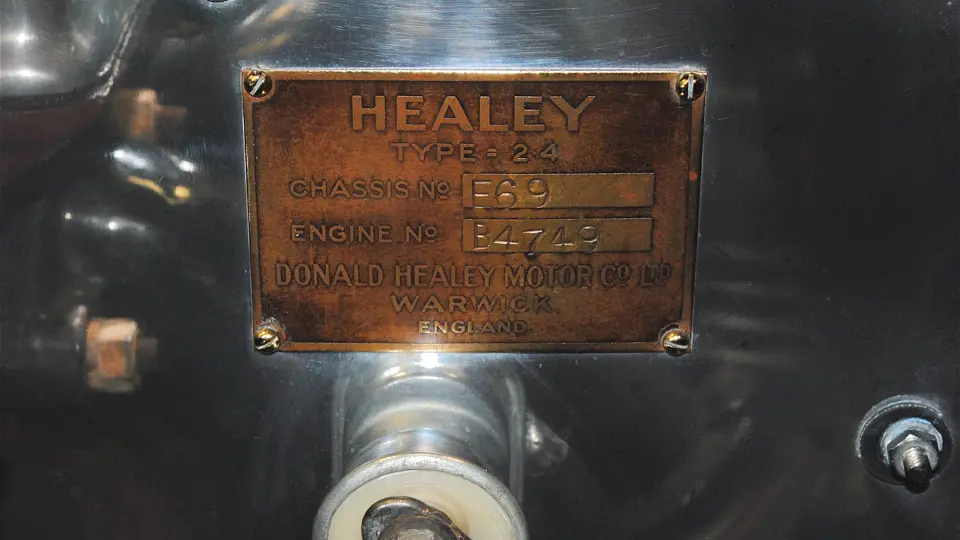 HEALEY
TYPE = 2·4
CHASSIS. Nº E69
ENGINE. Nº B4749
DONALD HEALEY MOTOR Cº LTD
WARWICK,
ENGLAND.